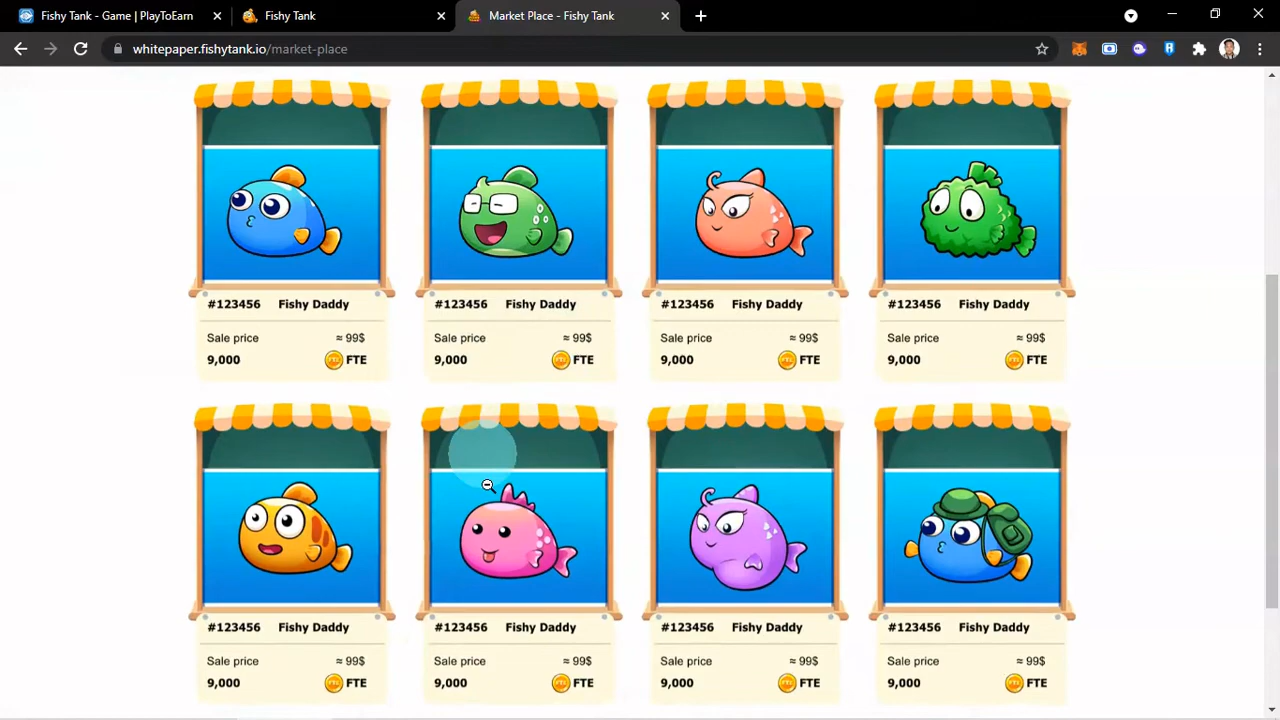 Fishy Tank - Game | PlayToEarn
Fishy Tank
Market Place - Fishy Tank
whitepaper.fishytank.io/market-place
#123456 Fishy Daddy
Sale price ≈ 99$
9,000 FTE
#123456 Fishy Daddy
Sale price ≈ 99$
9,000 FTE
#123456 Fishy Daddy
Sale price ≈ 99$
9,000 FTE
#123456 Fishy Daddy
Sale price ≈ 99$
9,000 FTE
#123456 Fishy Daddy
Sale price ≈ 99$
9,000 FTE
#123456 Fishy Daddy
Sale price ≈ 99$
9,000 FTE
#123456 Fishy Daddy
Sale price ≈ 99$
9,000 FTE
#123456 Fishy Daddy
Sale price ≈ 99$
9,000 FTE